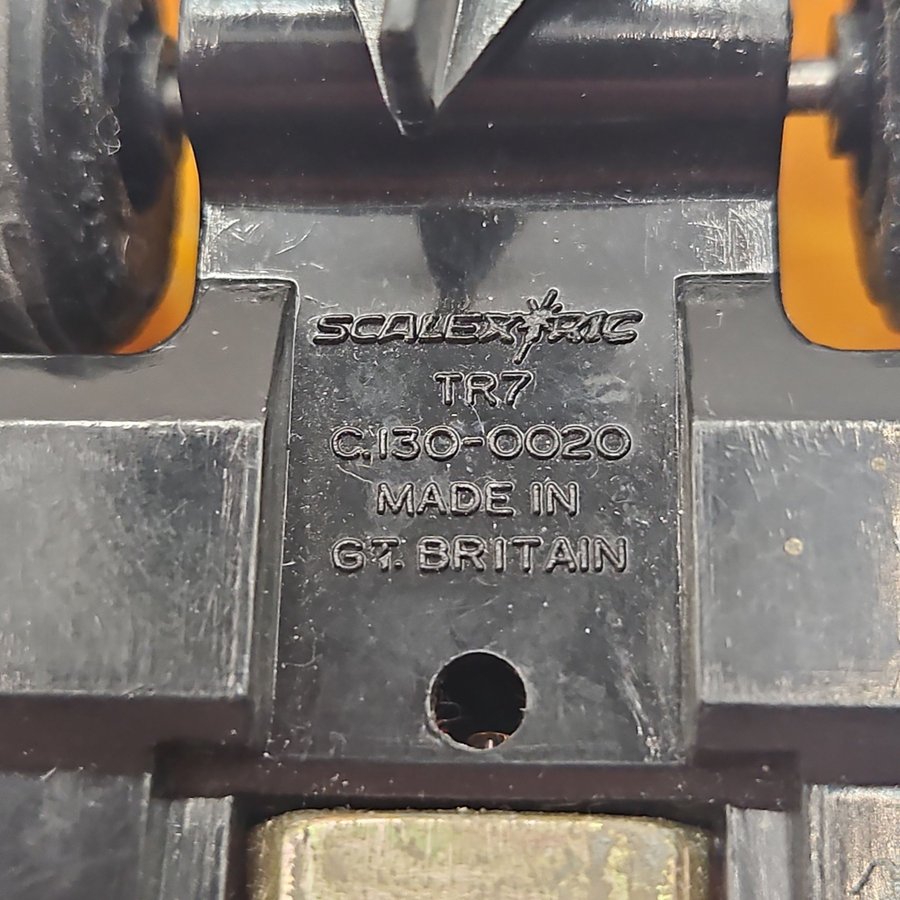 SCALEXTRIC
TR7
C.130-0020
MADE IN
GT. BRITAIN